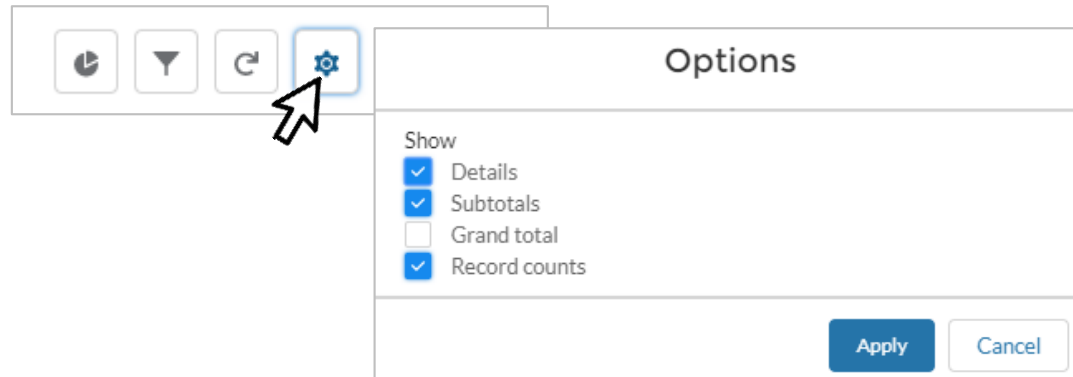 Options
Show
Details
Subtotals
Grand total
Record counts
Apply Cancel